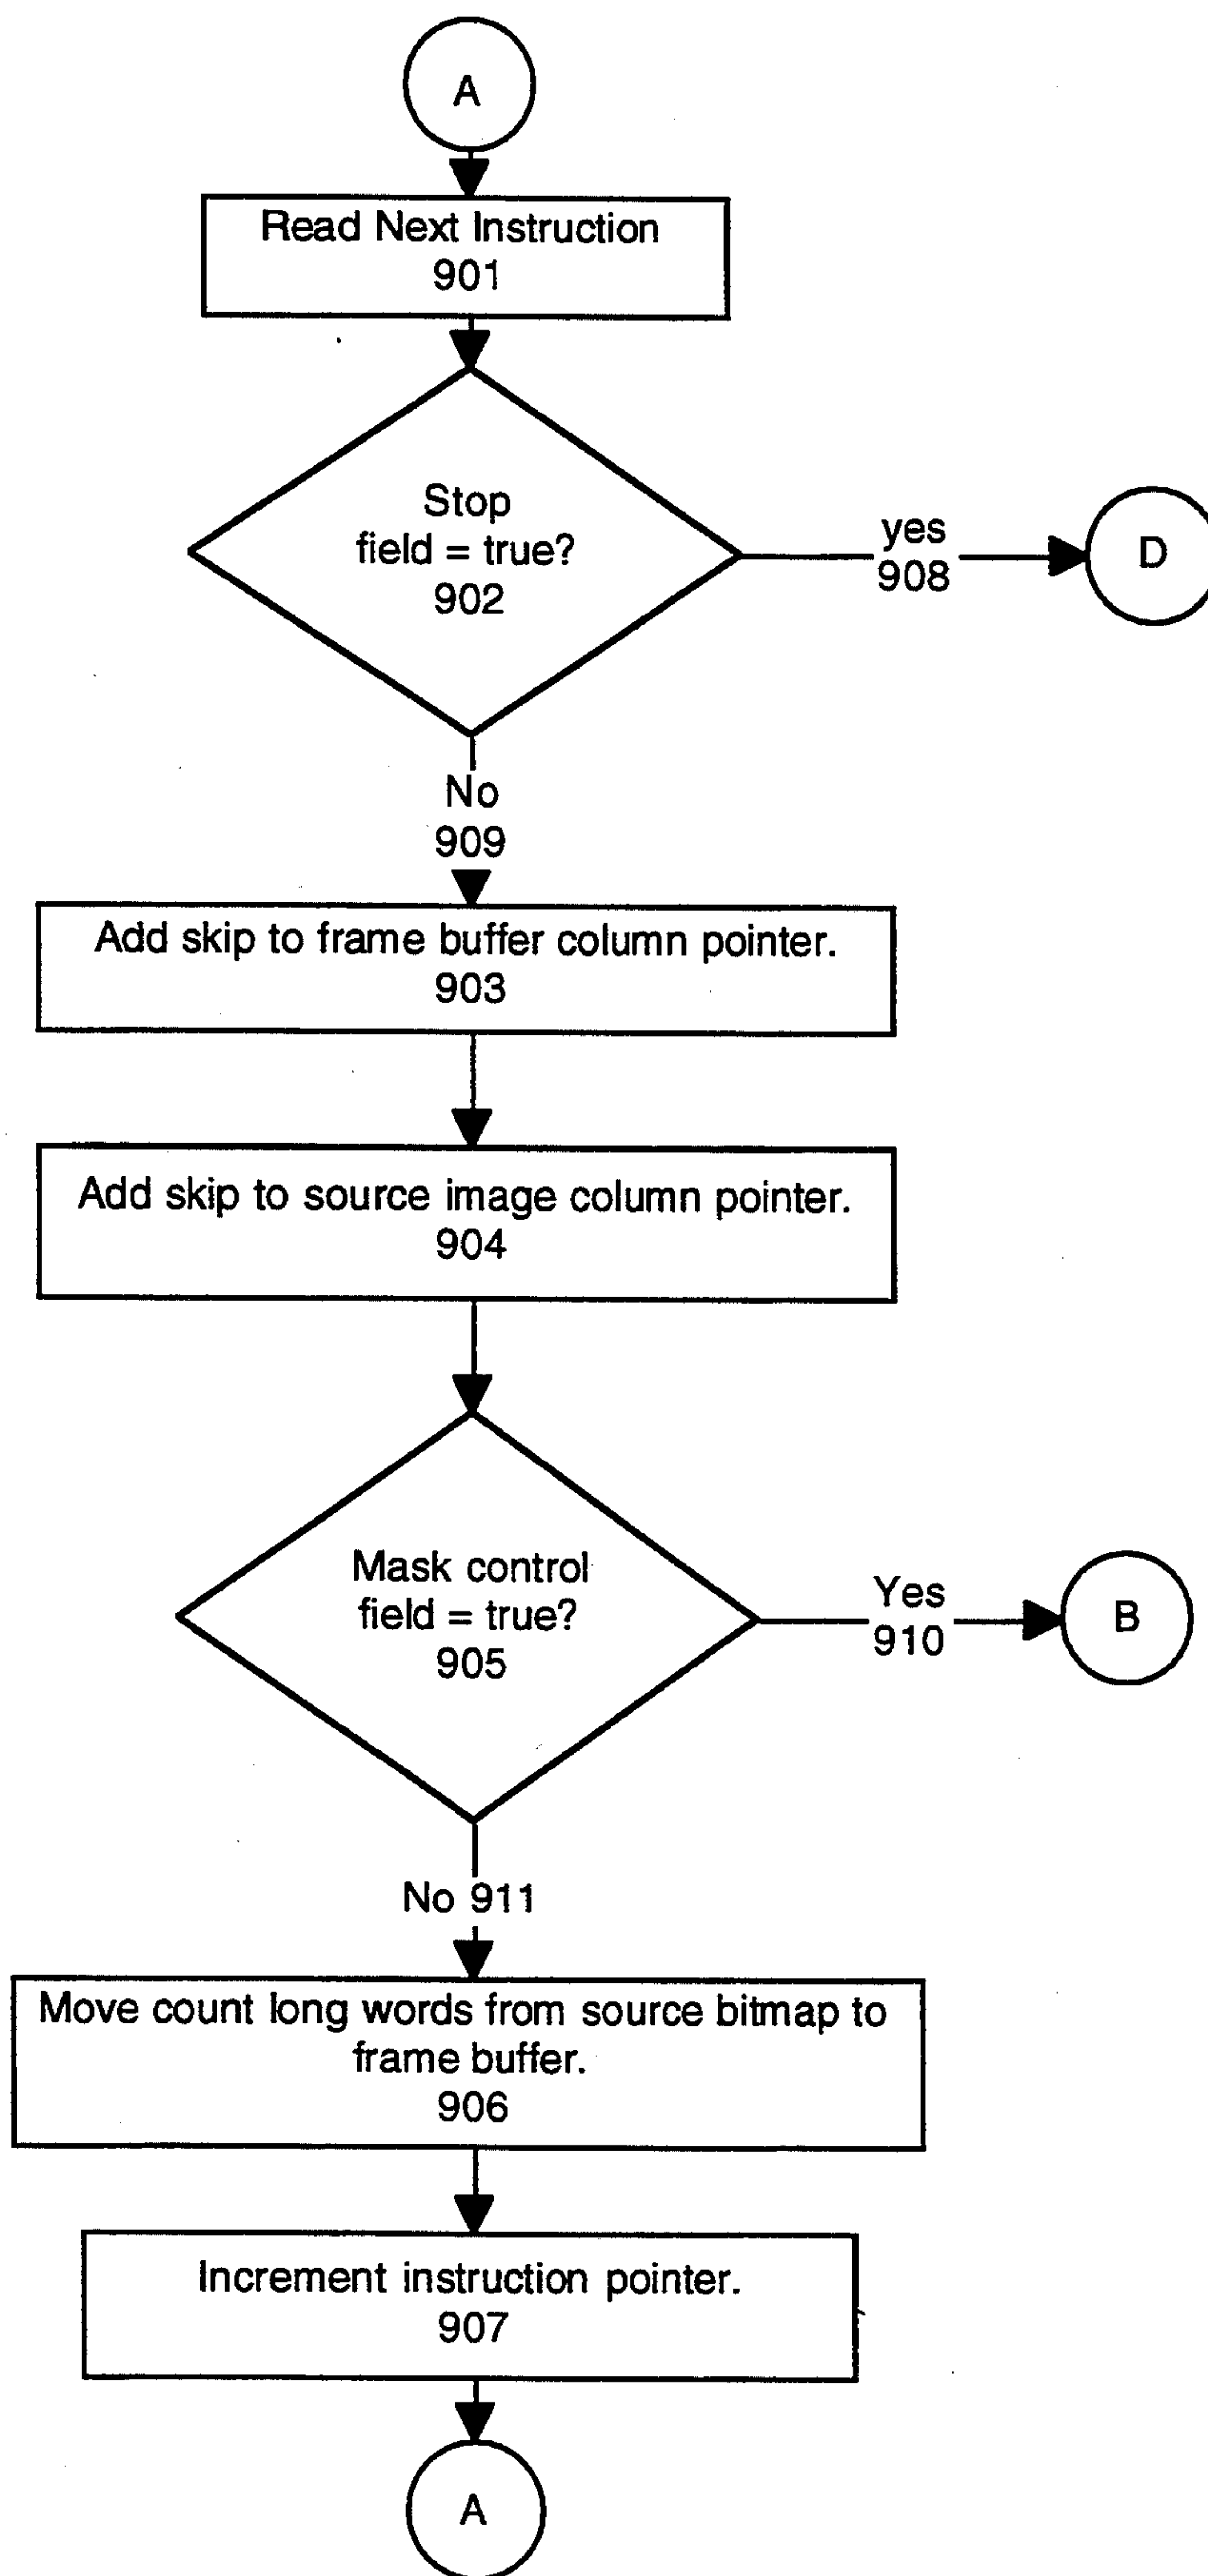 A
Read Next Instruction
901
Stop
field = true?
902
yes
908
D
No
909
Add skip to frame buffer column pointer.
903
Add skip to source image column pointer.
904
Mask control
field = true?
905
Yes
910
B
No 911
Move count long words from source bitmap to
frame buffer.
906
Increment instruction pointer.
907
A